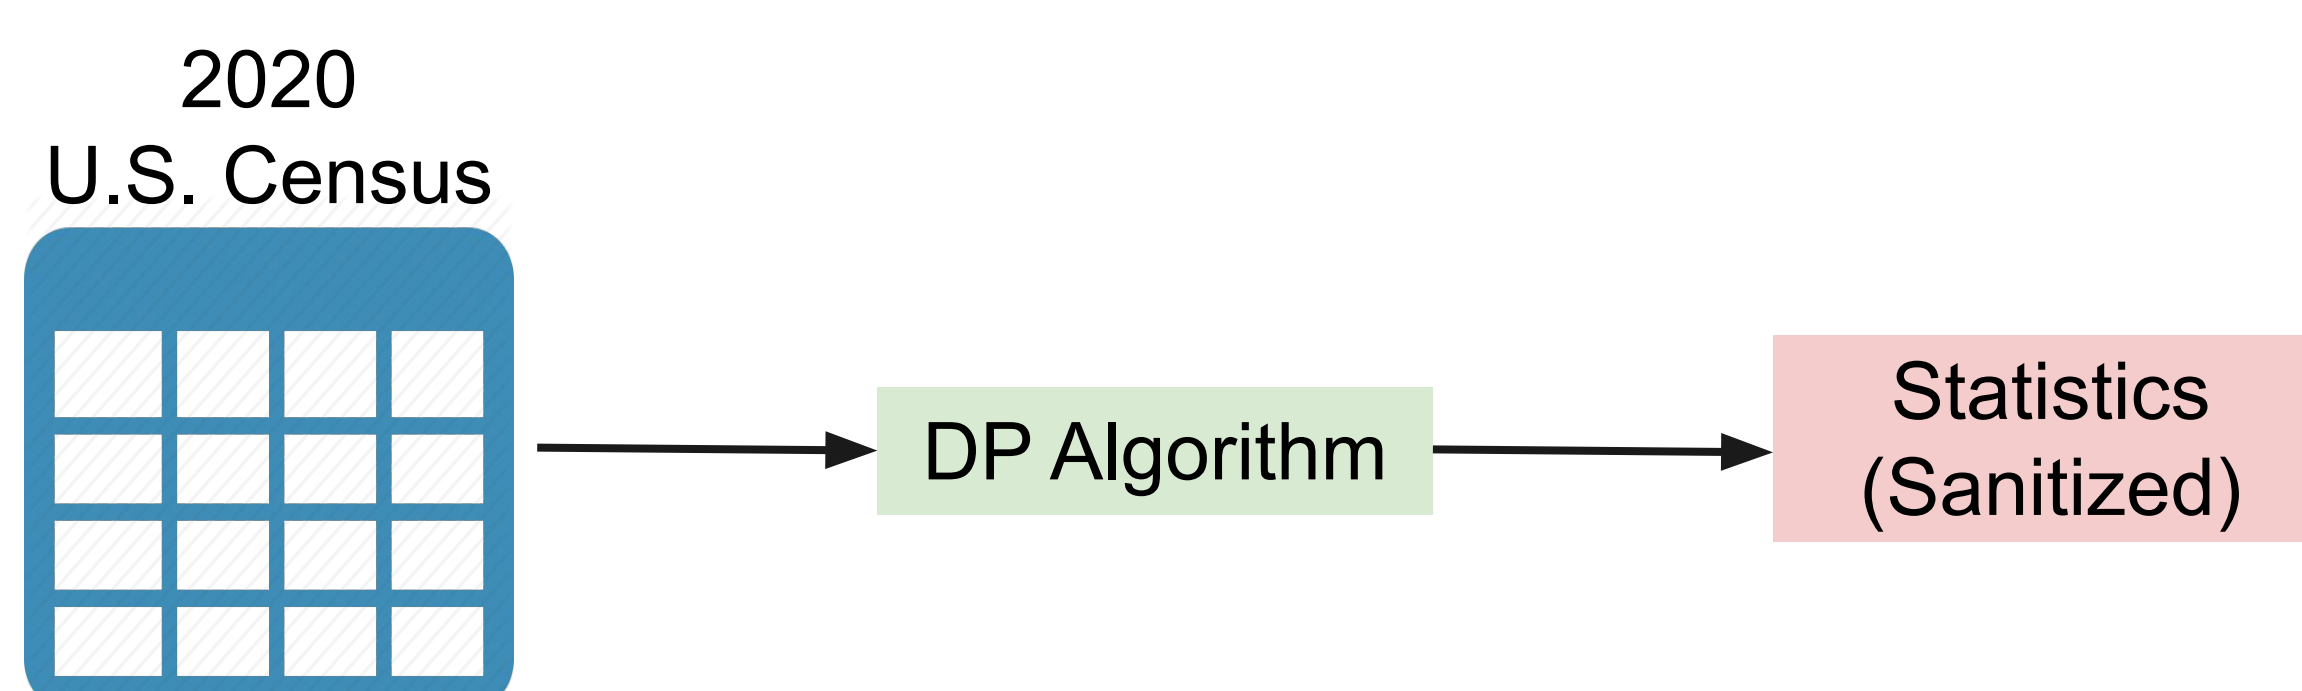 2020
U.S. Census
DP Algorithm
Statistics
(Sanitized)